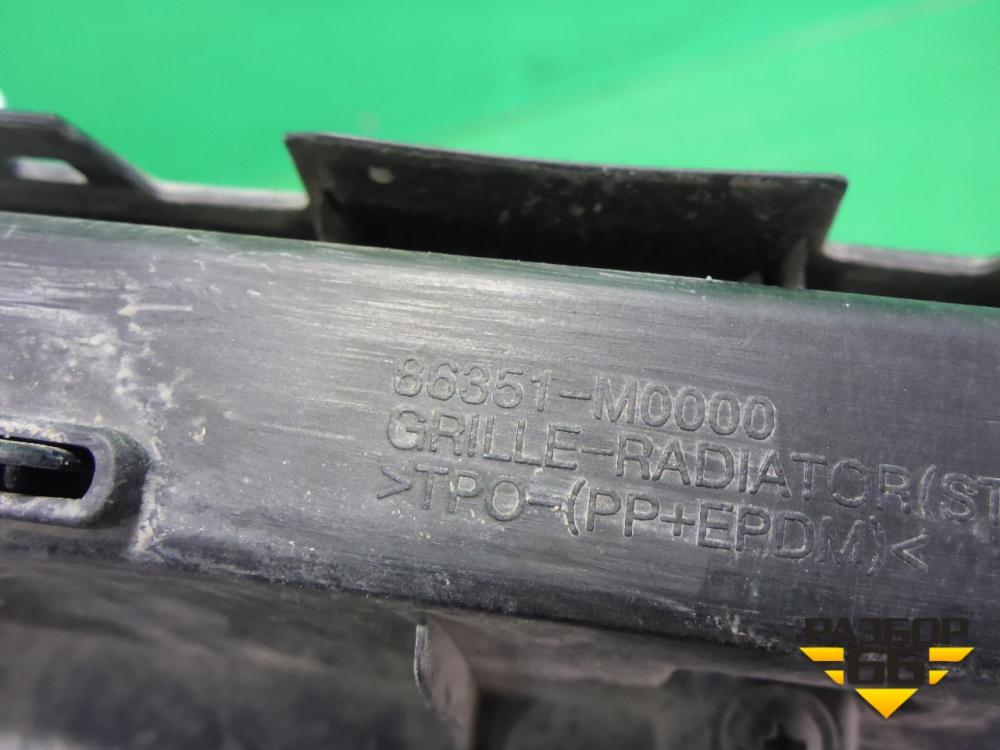 86351-M0000
GRILLE-RADIATOR(ST
>TPO-(PP+EPDM)<
РАЗБОР
66